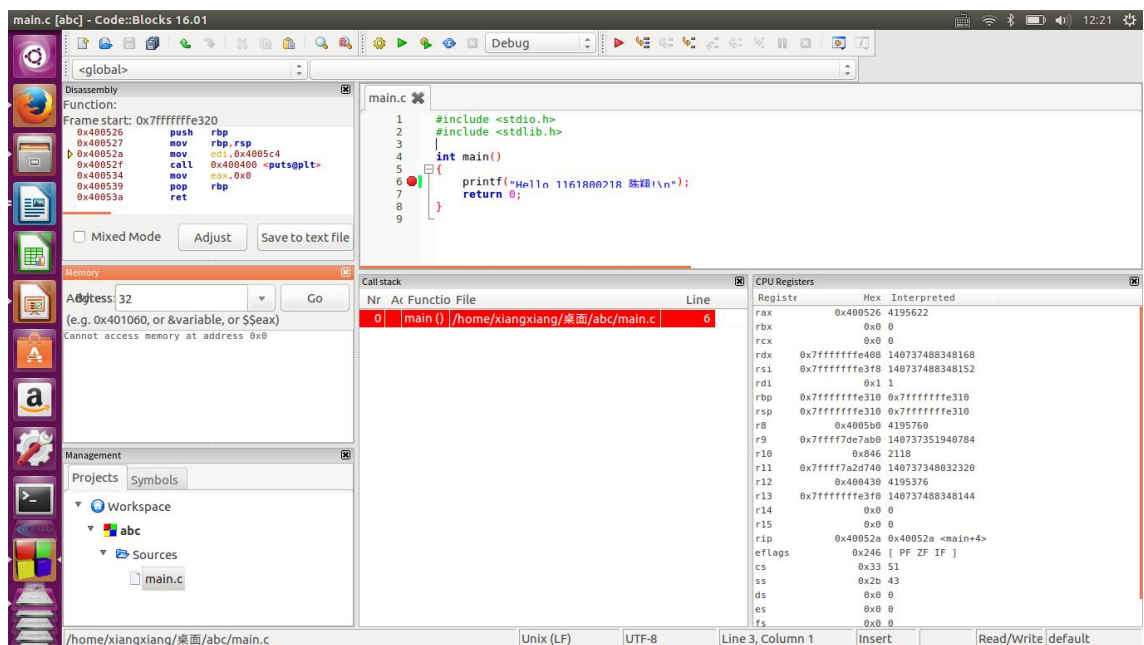 main.c [abc] - Code::Blocks 16.01
12:21
Debug
<global>
Disassembly
Function:
Frame start: 0x7fffffffe320
0x400526 push rbp
0x400527 mov rbp,rsp
0x40052a mov edi,0x4005c4
0x40052f call 0x400400 <puts@plt>
0x400534 mov eax,0x0
0x400539 pop rbp
0x40053a ret
Mixed Mode
Adjust
Save to text file
main.c
1 #include <stdio.h>
2 #include <stdlib.h>
3
4 int main()
5 {
6 printf("Hello 1161800218 陈翔!\n");
7 return 0;
8 }
9
Memory
32
Go
(e.g. 0x401060, or &variable, or $$eax)
Cannot access memory at address 0x0
Management
Projects
Symbols
Workspace
abc
Sources
main.c
Call stack
Nr Ac Functio File Line
0 main () /home/xiangxiang/桌面/abc/main.c 6
CPU Registers
Registe Hex Interpreted
rax 0x400526 4195622
rbx 0x0 0
rcx 0x0 0
rdx 0x7fffffffe408 140737488348168
rsi 0x7fffffffe3f8 140737488348152
rdi 0x1 1
rbp 0x7fffffffe310 0x7fffffffe310
rsp 0x7fffffffe310 0x7fffffffe310
r8 0x4005b0 4195760
r9 0x7ffff7de7ab0 140737351940784
r10 0x846 2118
r11 0x7ffff7a2d740 140737348032320
r12 0x400430 4195376
r13 0x7fffffffe3f0 140737488348144
r14 0x0 0
r15 0x0 0
rip 0x40052a 0x40052a <main+4>
eflags 0x246 [ PF ZF IF ]
cs 0x33 51
ss 0x2b 43
ds 0x0 0
es 0x0 0
fs 0x0 0
/home/xiangxiang/桌面/abc/main.c
Unix (LF)
UTF-8
Line 3, Column 1
Insert
Read/Write
default